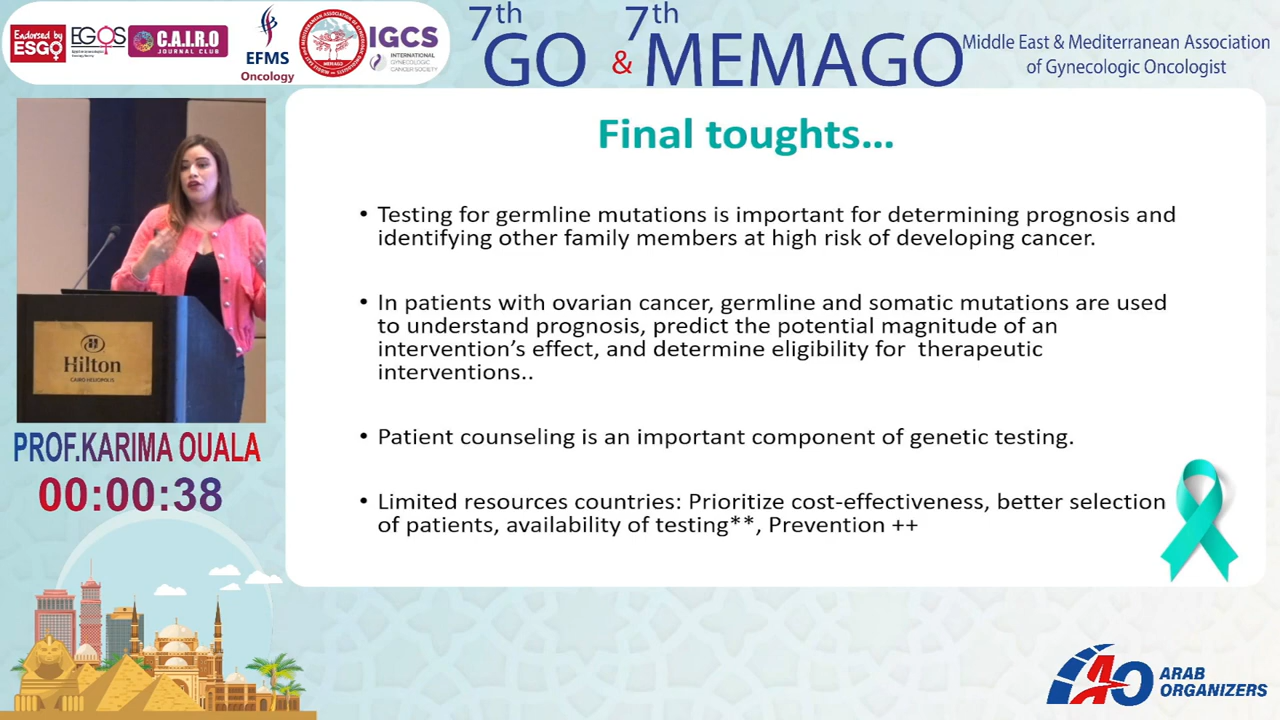 Endorsed by
ESGO
EGOS
C.A.I.R.O
JOURNAL CLUB
EFMS
Oncology
MEMAGO
IGCS
INTERNATIONAL
GYNECOLOGIC
CANCER SOCIETY
7th GO & 7th MEMAGO
Middle East & Mediterranean Association
of Gynecologic Oncologist
Final toughts...
• Testing for germline mutations is important for determining prognosis and
identifying other family members at high risk of developing cancer.
• In patients with ovarian cancer, germline and somatic mutations are used
to understand prognosis, predict the potential magnitude of an
intervention's effect, and determine eligibility for therapeutic
interventions..
• Patient counseling is an important component of genetic testing.
• Limited resources countries: Prioritize cost-effectiveness, better selection
of patients, availability of testing**, Prevention ++
Hilton
CAIRO HELIOPOLIS
PROF.KARIMA OUALA
00:00:38
AO ARAB
ORGANIZERS